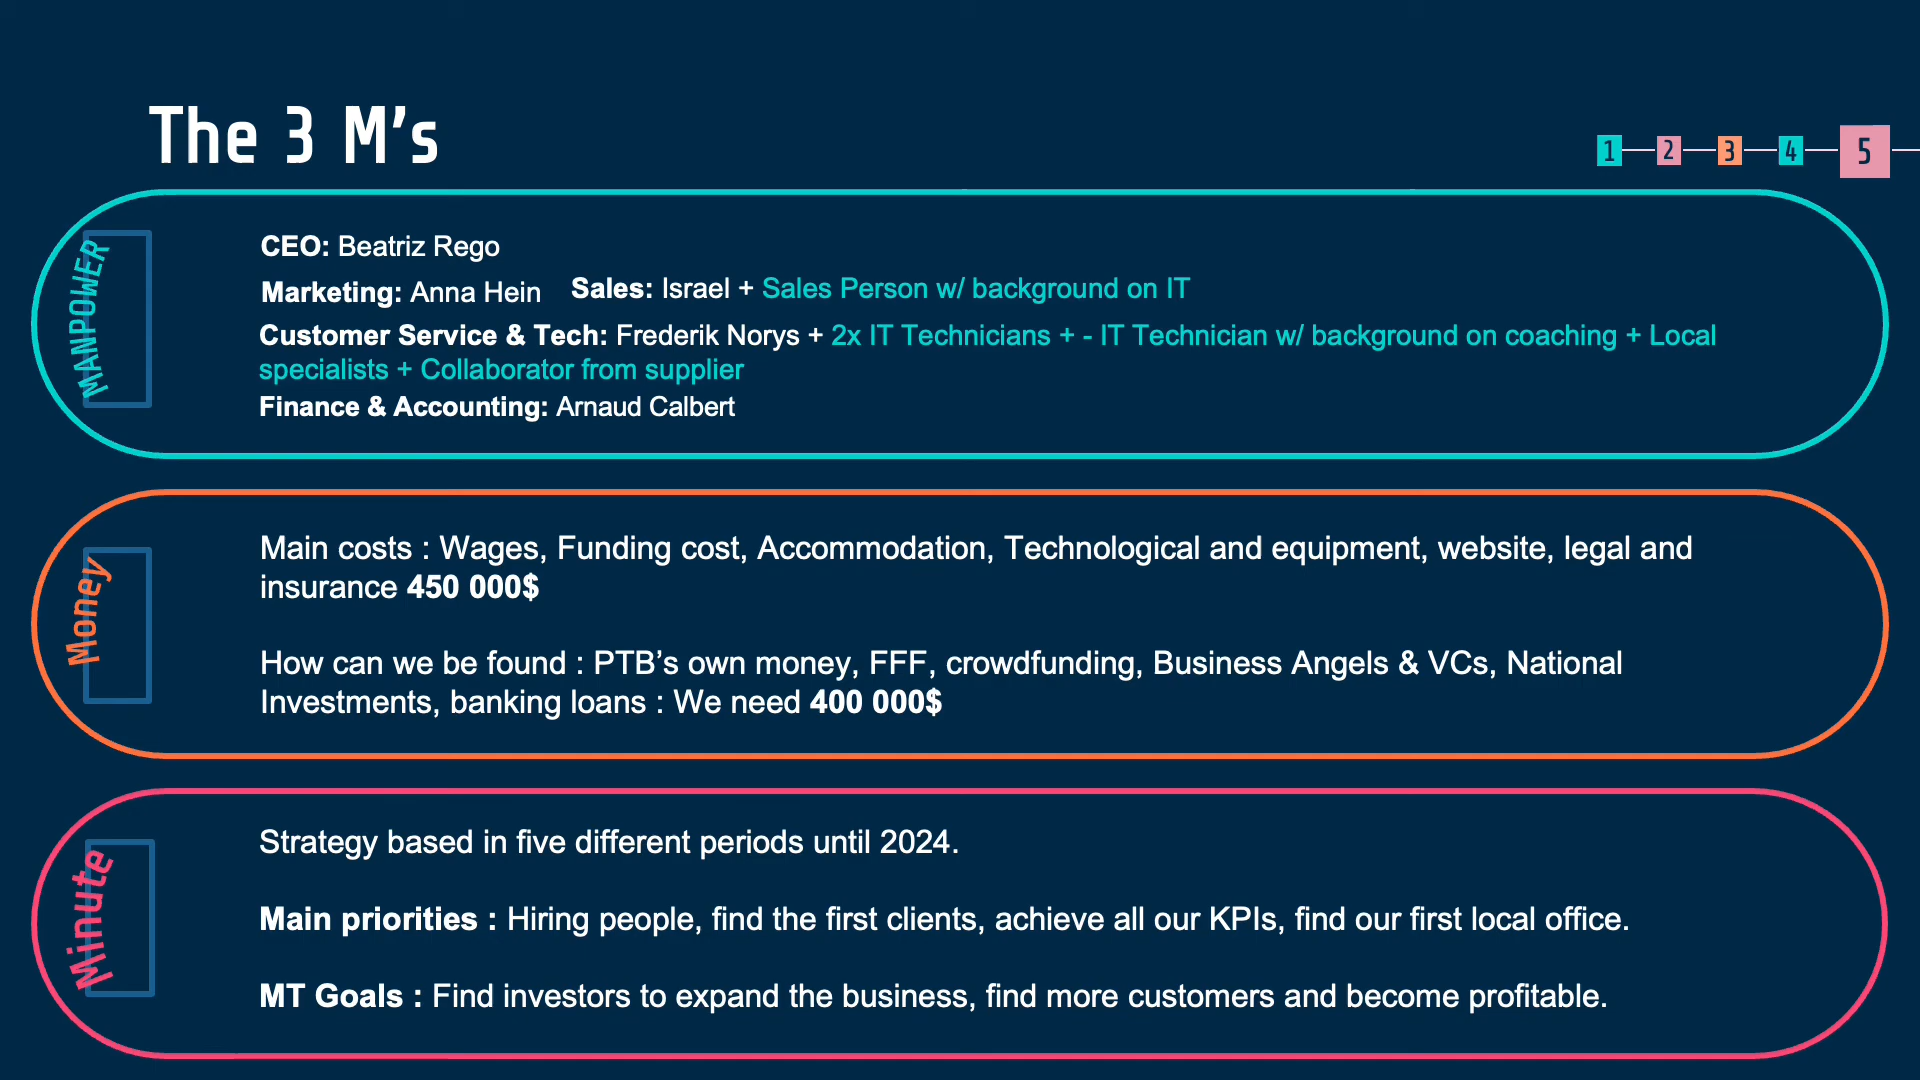 The 3 M's
1 2 3 4 5
MANPOWER
CEO: Beatriz Rego
Marketing: Anna Hein Sales: Israel + Sales Person w/ background on IT
Customer Service & Tech: Frederik Norys + 2x IT Technicians + - IT Technician w/ background on coaching + Local
specialists + Collaborator from supplier
Finance & Accounting: Arnaud Calbert
Money
Main costs : Wages, Funding cost, Accommodation, Technological and equipment, website, legal and
insurance 450 000$
How can we be found : PTB’s own money, FFF, crowdfunding, Business Angels & VCs, National
Investments, banking loans : We need 400 000$
Minute
Strategy based in five different periods until 2024.
Main priorities : Hiring people, find the first clients, achieve all our KPIs, find our first local office.
MT Goals : Find investors to expand the business, find more customers and become profitable.